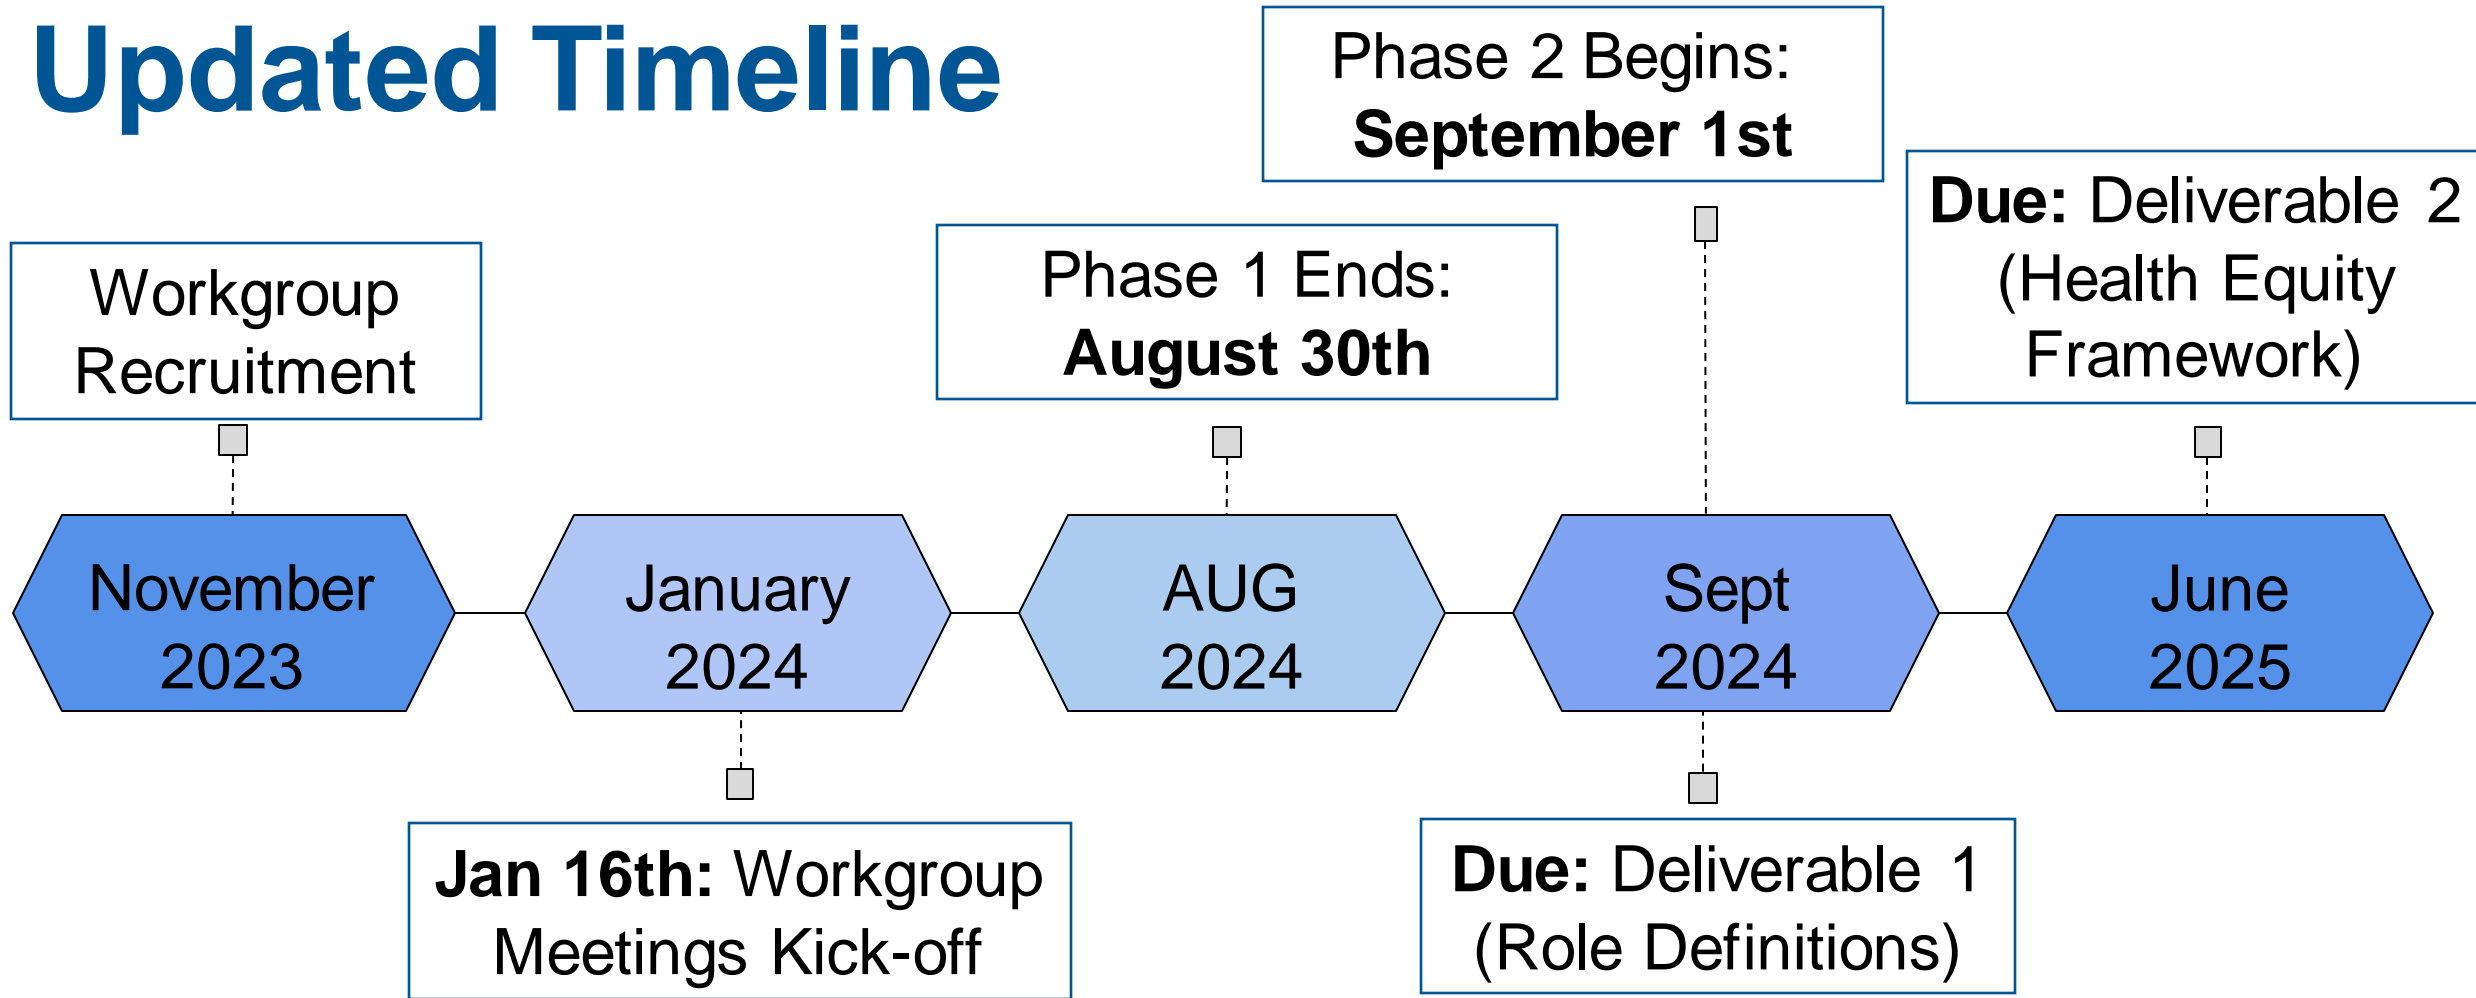 Updated Timeline
Phase 2 Begins:
September 1st
Due: Deliverable 2
(Health Equity
Framework)
Workgroup
Recruitment
Phase 1 Ends:
August 30th
November
2023
January
2024
AUG
2024
Sept
2024
June
2025
Jan 16th: Workgroup
Meetings Kick-off
Due: Deliverable 1
(Role Definitions)